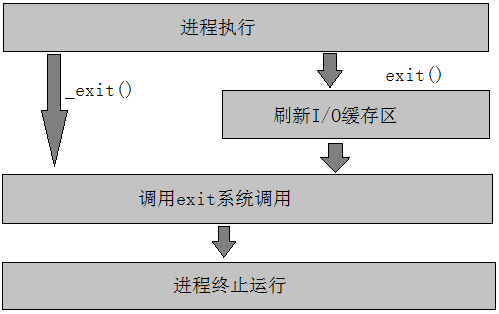 进程执行
_exit()
exit()
刷新I/O缓存区
调用exit系统调用
进程终止运行